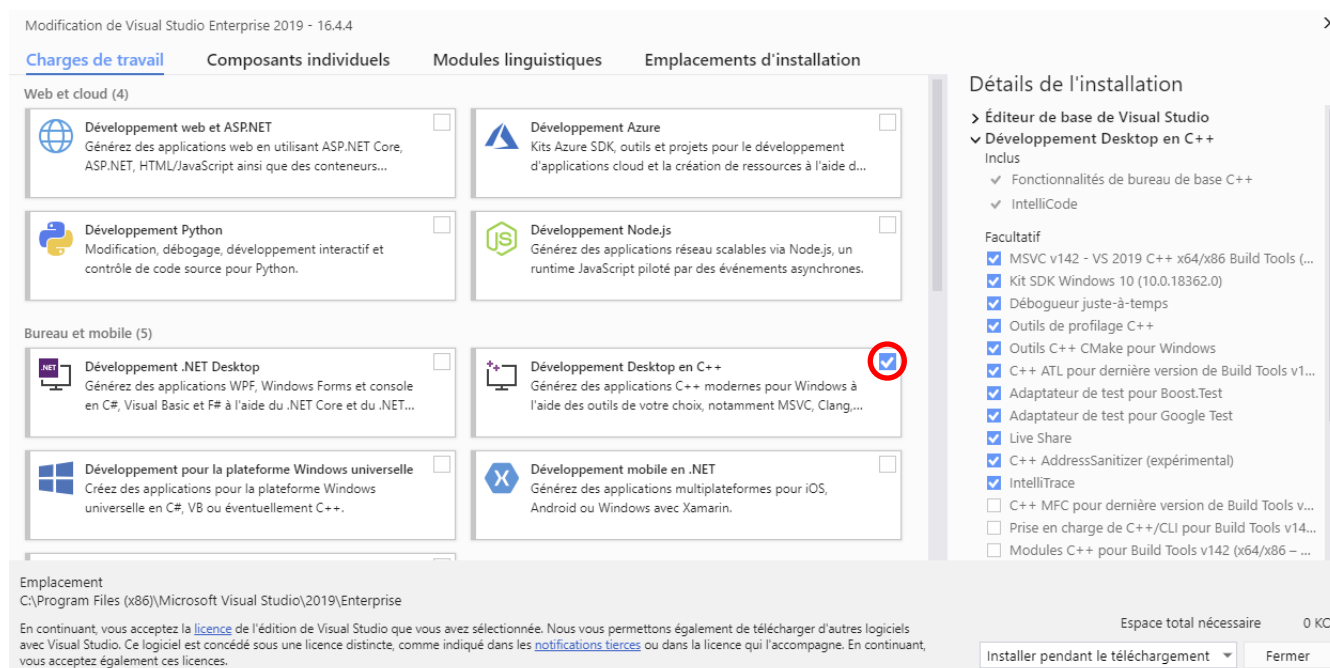 Modification de Visual Studio Enterprise 2019 - 16.4.4
Charges de travail
Composants individuels
Modules linguistiques
Emplacements d'installation
Web et cloud (4)
Développement web et ASP.NET
Générez des applications web en utilisant ASP.NET Core,
ASP.NET, HTML/JavaScript ainsi que des conteneurs...
Développement Azure
Kits Azure SDK, outils et projets pour le développement
d'applications cloud et la création de ressources à l'aide d...
Développement Python
Modification, débogage, développement interactif et
contrôle de code source pour Python.
JS
Développement Node.js
Générez des applications réseau scalables via Node.js, un
runtime JavaScript piloté par des événements asynchrones.
Bureau et mobile (5)
.NET
Développement .NET Desktop
Générez des applications WPF, Windows Forms et console
en C#, Visual Basic et F# à l'aide du .NET Core et du .NET...
Développement Desktop en C++
Générez des applications C++ modernes pour Windows à
l'aide des outils de votre choix, notamment MSVC, Clang,...
Développement pour la plateforme Windows universelle
Créez des applications pour la plateforme Windows
universelle en C#, VB ou éventuellement C++.
Développement mobile en .NET
Générez des applications multiplateformes pour iOS,
Android ou Windows avec Xamarin.
Détails de l'installation
Éditeur de base de Visual Studio
Développement Desktop en C++
Inclus
Fonctionnalités de bureau de base C++
IntelliCode
Facultatif
MSVC v142 - VS 2019 C++ x64/x86 Build Tools (...
Kit SDK Windows 10 (10.0.18362.0)
Débogueur juste-à-temps
Outils de profilage C++
Outils C++ CMake pour Windows
C++ ATL pour dernière version de Build Tools v1...
Adaptateur de test pour Boost.Test
Adaptateur de test pour Google Test
Live Share
C++ AddressSanitizer (expérimental)
IntelliTrace
C++ MFC pour dernière version de Build Tools v...
Prise en charge de C++/CLI pour Build Tools v14...
Modules C++ pour Build Tools v142 (x64/x86 – ...
Emplacement
C:\Program Files (x86)\Microsoft Visual Studio\2019\Enterprise
En continuant, vous acceptez la licence de l'édition de Visual Studio que vous avez sélectionnée. Nous vous permettons également de télécharger d'autres logiciels
avec Visual Studio. Ce logiciel est concédé sous une licence distincte, comme indiqué dans les notifications tierces ou dans la licence qui l'accompagne. En continuant,
vous acceptez également ces licences.
Espace total nécessaire 0 KO
Installer pendant le téléchargement
Fermer